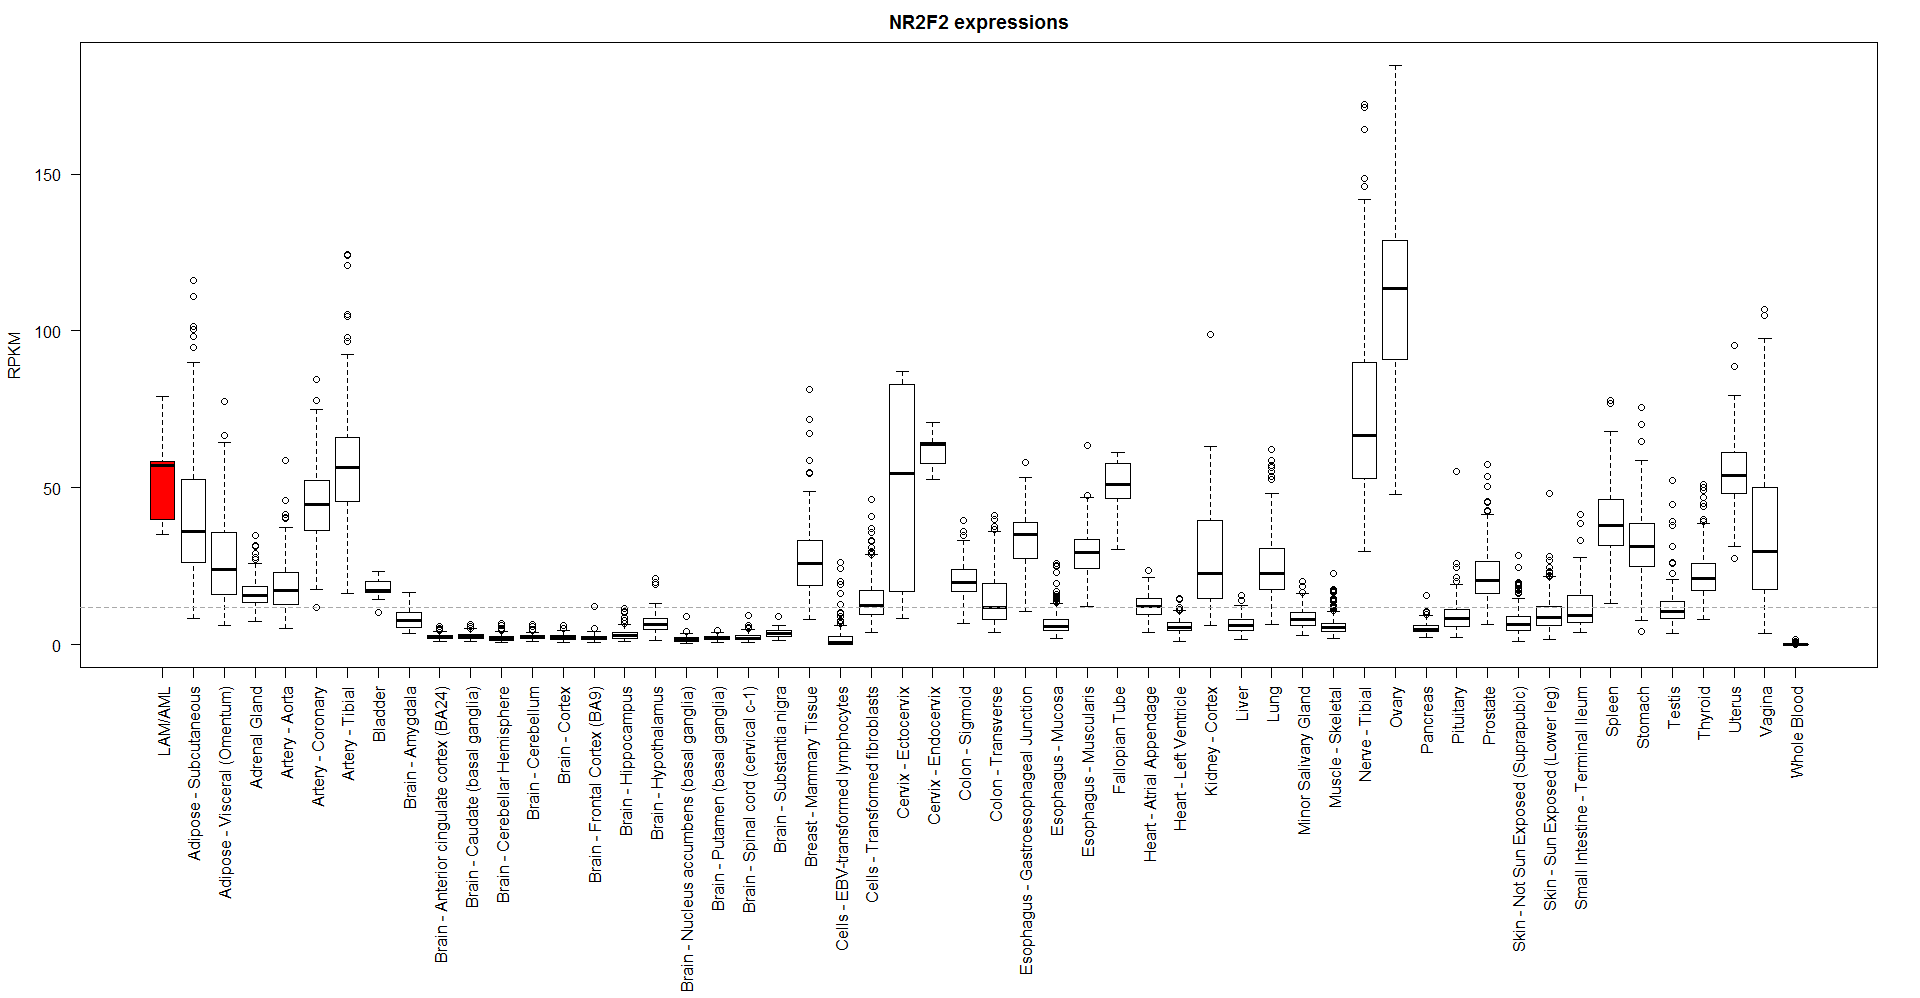 NR2F2 expressions
RPKM
150
100
50
0
LAM/AML
Adipose - Subcutaneous
Adipose - Visceral (Omentum)
Adrenal Gland
Artery - Aorta
Artery - Coronary
Artery - Tibial
Bladder
Brain - Amygdala
Brain - Anterior cingulate cortex (BA24)
Brain - Caudate (basal ganglia)
Brain - Cerebellar Hemisphere
Brain - Cerebellum
Brain - Cortex
Brain - Frontal Cortex (BA9)
Brain - Hippocampus
Brain - Hypothalamus
Brain - Nucleus accumbens (basal ganglia)
Brain - Putamen (basal ganglia)
Brain - Spinal cord (cervical c-1)
Brain - Substantia nigra
Breast - Mammary Tissue
Cells - EBV-transformed lymphocytes
Cells - Transformed fibroblasts
Cervix - Ectocervix
Cervix - Endocervix
Colon - Sigmoid
Colon - Transverse
Esophagus - Gastroesophageal Junction
Esophagus - Mucosa
Esophagus - Muscularis
Fallopian Tube
Heart - Atrial Appendage
Heart - Left Ventricle
Kidney - Cortex
Liver
Lung
Minor Salivary Gland
Muscle - Skeletal
Nerve - Tibial
Ovary
Pancreas
Pituitary
Prostate
Skin - Not Sun Exposed (Suprapubic)
Skin - Sun Exposed (Lower leg)
Small Intestine - Terminal Ileum
Spleen
Stomach
Testis
Thyroid
Uterus
Vagina
Whole Blood